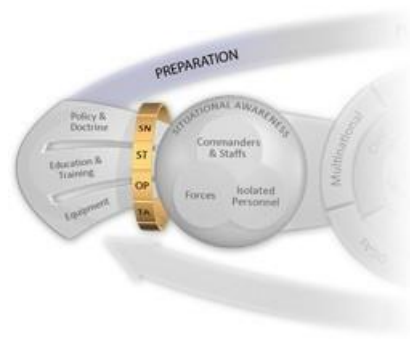 PREPARATION
Policy &
Doctrine
Education &
Training
Equipment
SN
ST
OP
TA
SITUATIONAL AWARENESS
Commanders
& Staffs
Forces
Isolated
Personnel
Multinational